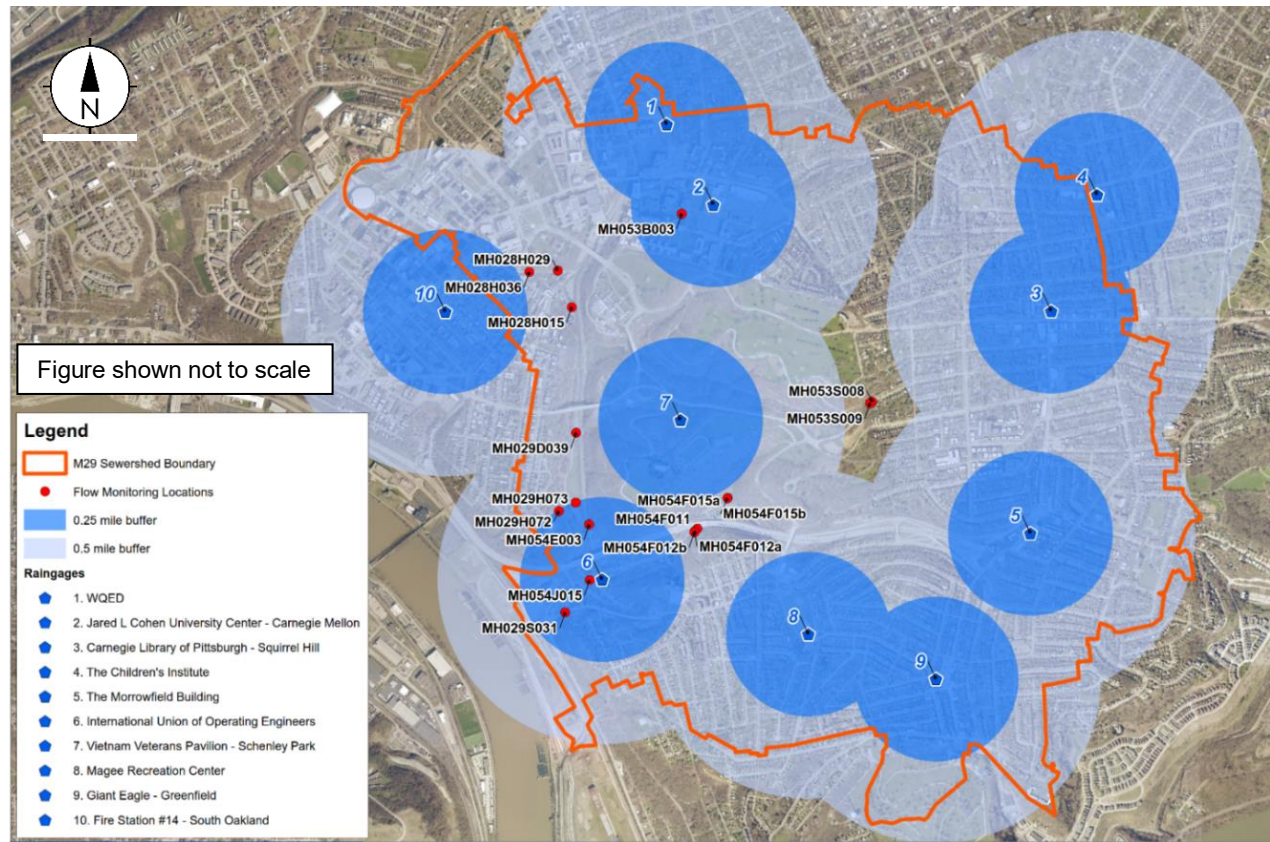 N
1
2
4
MH053B003
MH028H029
MH028H036
10
3
MH028H015
Figure shown not to scale
MH053S008
7
MH053S009
Legend
M29 Sewershed Boundary
Flow Monitoring Locations
0.25 mile buffer
0.5 mile buffer
Raingages
1. WQED
2. Jared L Cohen University Center - Carnegie Mellon
3. Carnegie Library of Pittsburgh - Squirrel Hill
4. The Children's Institute
5. The Morrowfield Building
6. International Union of Operating Engineers
7. Vietnam Veterans Pavilion - Schenley Park
8. Magee Recreation Center
9. Giant Eagle - Greenfield
10. Fire Station #14 - South Oakland
MH029D039
MH029H073
MH054F015a
MH029H072
MH054F011
MH054F015b
5
MH054E003
MH054F012b
MH054F012a
6
MH054J015
MH029S031
8
9